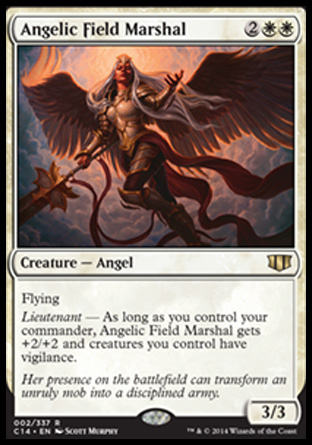 Angelic Field Marshal 2
Creature — Angel
Flying
Lieutenant — As long as you control your
commander, Angelic Field Marshal gets
+2/+2 and creatures you control have
vigilance.
Her presence on the battlefield can transform an
unruly mob into a disciplined army.
3/3
002/337 R
C14 • EN SCOTT MURPHY
™ & © 2014 Wizards of the Coast